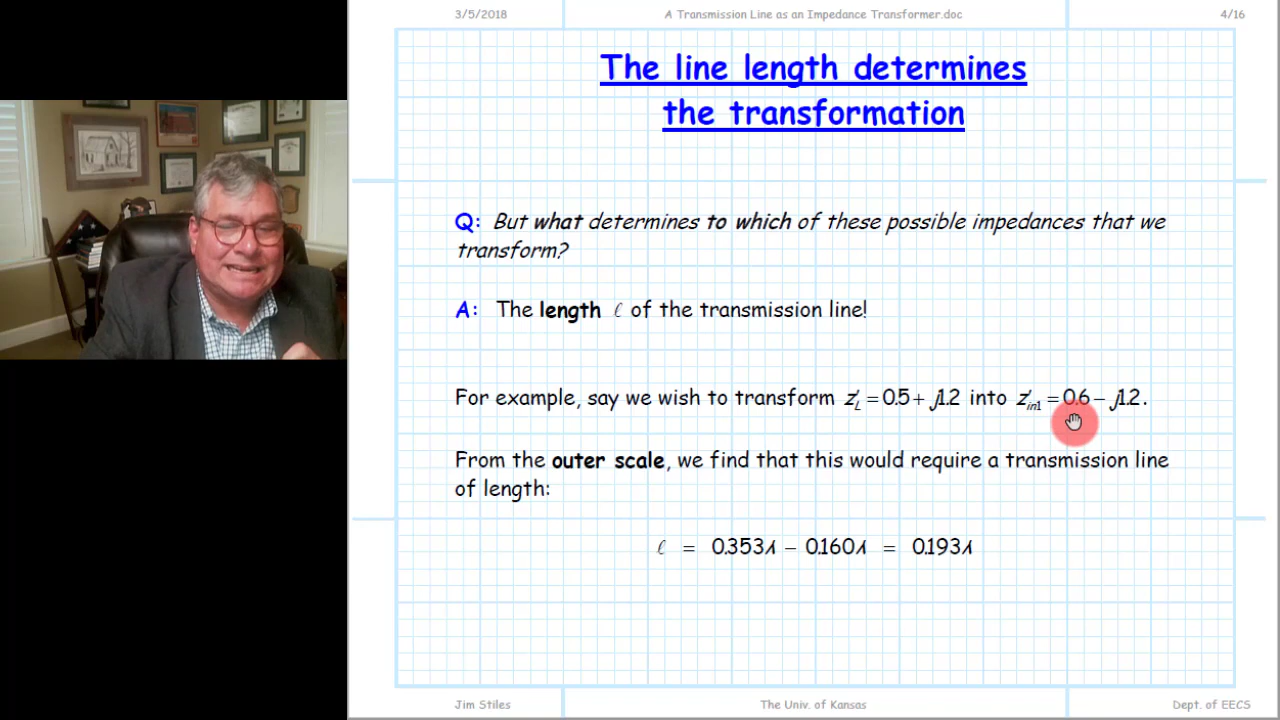 3/5/2018 A Transmission Line as an Impedance Transformer.doc 4/16
The line length determines
the transformation
Q: But what determines to which of these possible impedances that we
transform?
A: The length ℓ of the transmission line!
For example, say we wish to transform z′L = 0.5 + j1.2 into z′in1 = 0.6 − j1.2.
From the outer scale, we find that this would require a transmission line
of length:
ℓ = 0.353λ − 0.160λ = 0.193λ
Jim Stiles The Univ. of Kansas Dept. of EECS